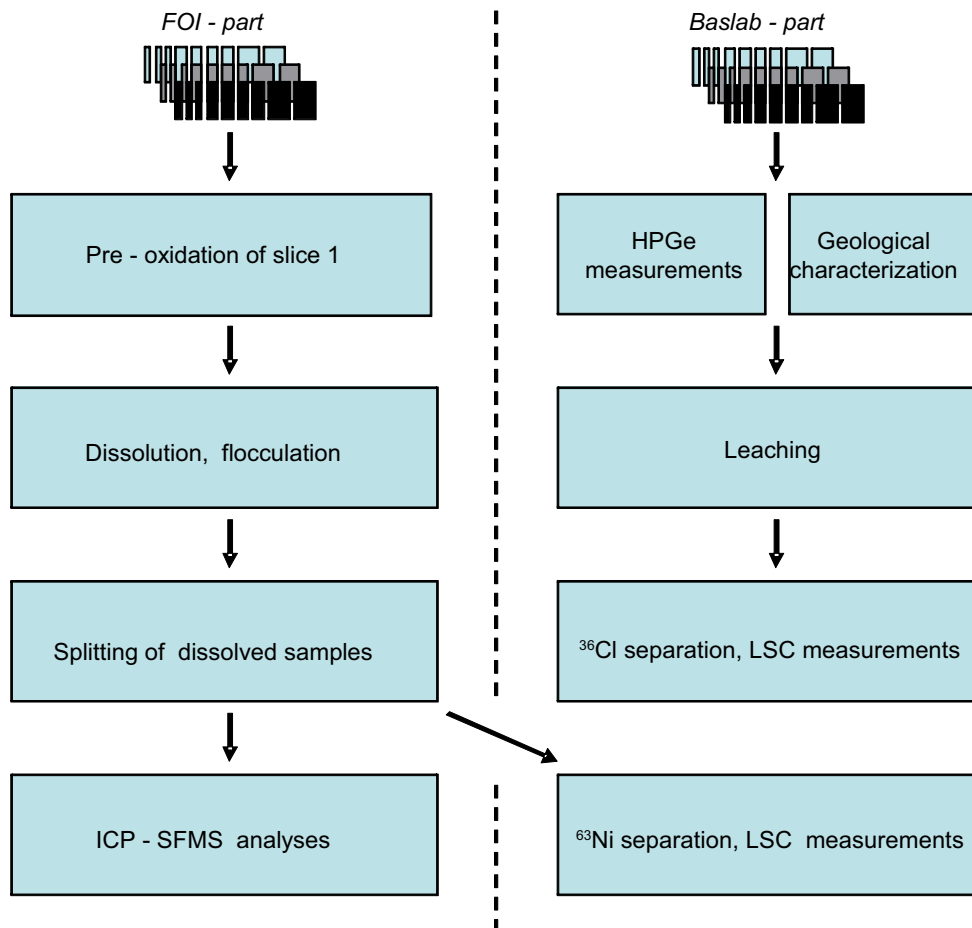 FOI - part
Pre - oxidation of slice 1
Dissolution, flocculation
Splitting of dissolved samples
ICP - SFMS analyses
Baslab - part
HPGe
measurements
Geological
characterization
Leaching
³⁶Cl separation, LSC measurements
⁶³Ni separation, LSC measurements